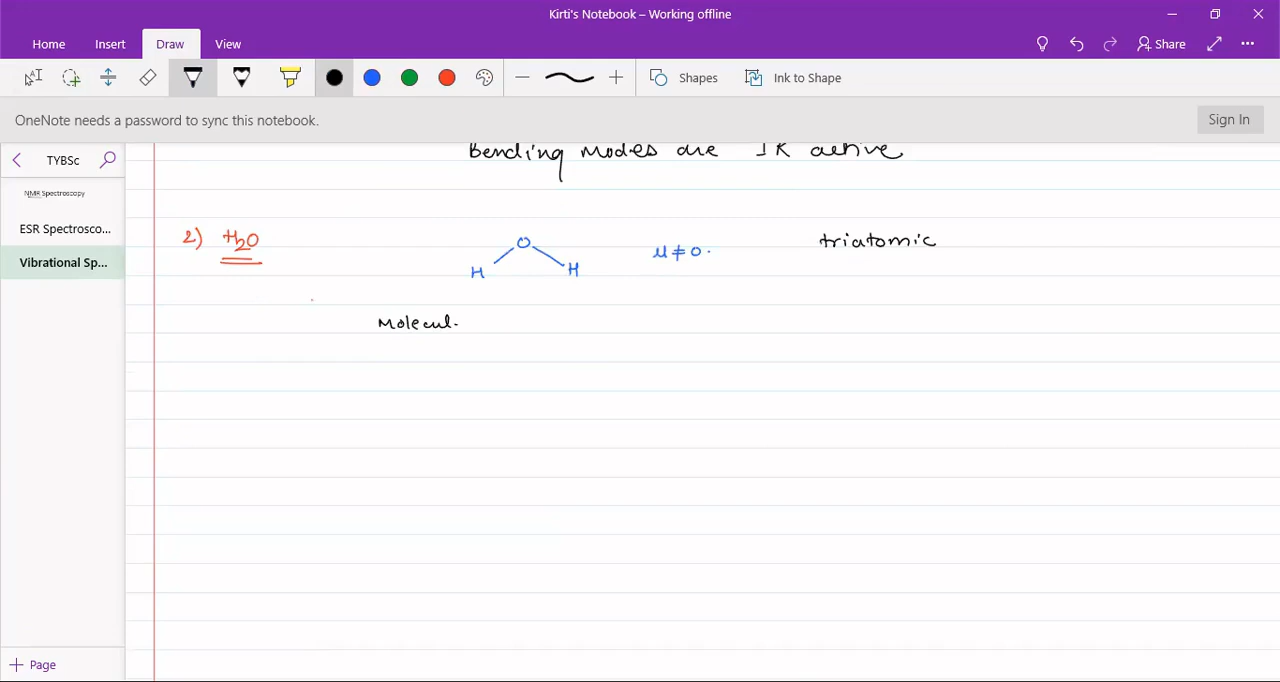 Kirti's Notebook – Working offline
Home Insert Draw View
Share
Shapes Ink to Shape
OneNote needs a password to sync this notebook.
Sign In
TYBSc
NMR Spectroscopy
ESR Spectrosco...
Vibrational Sp...
Page
Bending modes are IR active
2) H2O
O
H H
μ ≠ 0.
triatomic
Molecul.